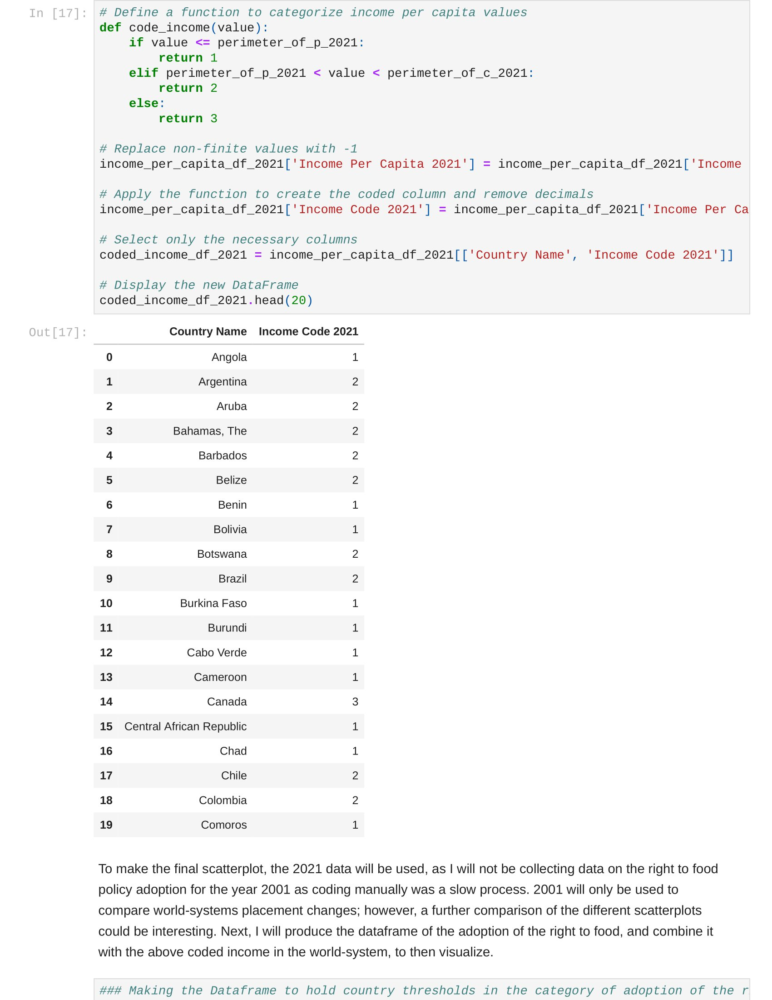 In [17]:
# Define a function to categorize income per capita values
def code_income(value):
    if value <= perimeter_of_p_2021:
        return 1
    elif perimeter_of_p_2021 < value < perimeter_of_c_2021:
        return 2
    else:
        return 3
# Replace non-finite values with -1
income_per_capita_df_2021['Income Per Capita 2021'] = income_per_capita_df_2021['Income
# Apply the function to create the coded column and remove decimals
income_per_capita_df_2021['Income Code 2021'] = income_per_capita_df_2021['Income Per Ca
# Select only the necessary columns
coded_income_df_2021 = income_per_capita_df_2021[['Country Name', 'Income Code 2021']]
# Display the new DataFrame
coded_income_df_2021.head(20)
Out[17]:
Country Name Income Code 2021
0 Angola 1
1 Argentina 2
2 Aruba 2
3 Bahamas, The 2
4 Barbados 2
5 Belize 2
6 Benin 1
7 Bolivia 1
8 Botswana 2
9 Brazil 2
10 Burkina Faso 1
11 Burundi 1
12 Cabo Verde 1
13 Cameroon 1
14 Canada 3
15 Central African Republic 1
16 Chad 1
17 Chile 2
18 Colombia 2
19 Comoros 1
To make the final scatterplot, the 2021 data will be used, as I will not be collecting data on the right to food
policy adoption for the year 2001 as coding manually was a slow process. 2001 will only be used to
compare world-systems placement changes; however, a further comparison of the different scatterplots
could be interesting. Next, I will produce the dataframe of the adoption of the right to food, and combine it
with the above coded income in the world-system, to then visualize.
### Making the Dataframe to hold country thresholds in the category of adoption of the r